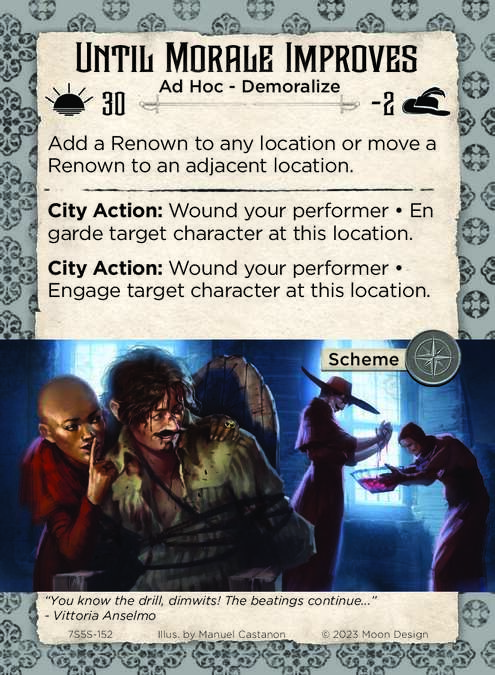 Until Morale Improves
Ad Hoc - Demoralize
30
-2
Add a Renown to any location or move a
Renown to an adjacent location.
City Action: Wound your performer • En
garde target character at this location.
City Action: Wound your performer •
Engage target character at this location.
Scheme
"You know the drill, dimwits! The beatings continue..."
- Vittoria Anselmo
7S5S-152 Illus. by Manuel Castanon © 2023 Moon Design